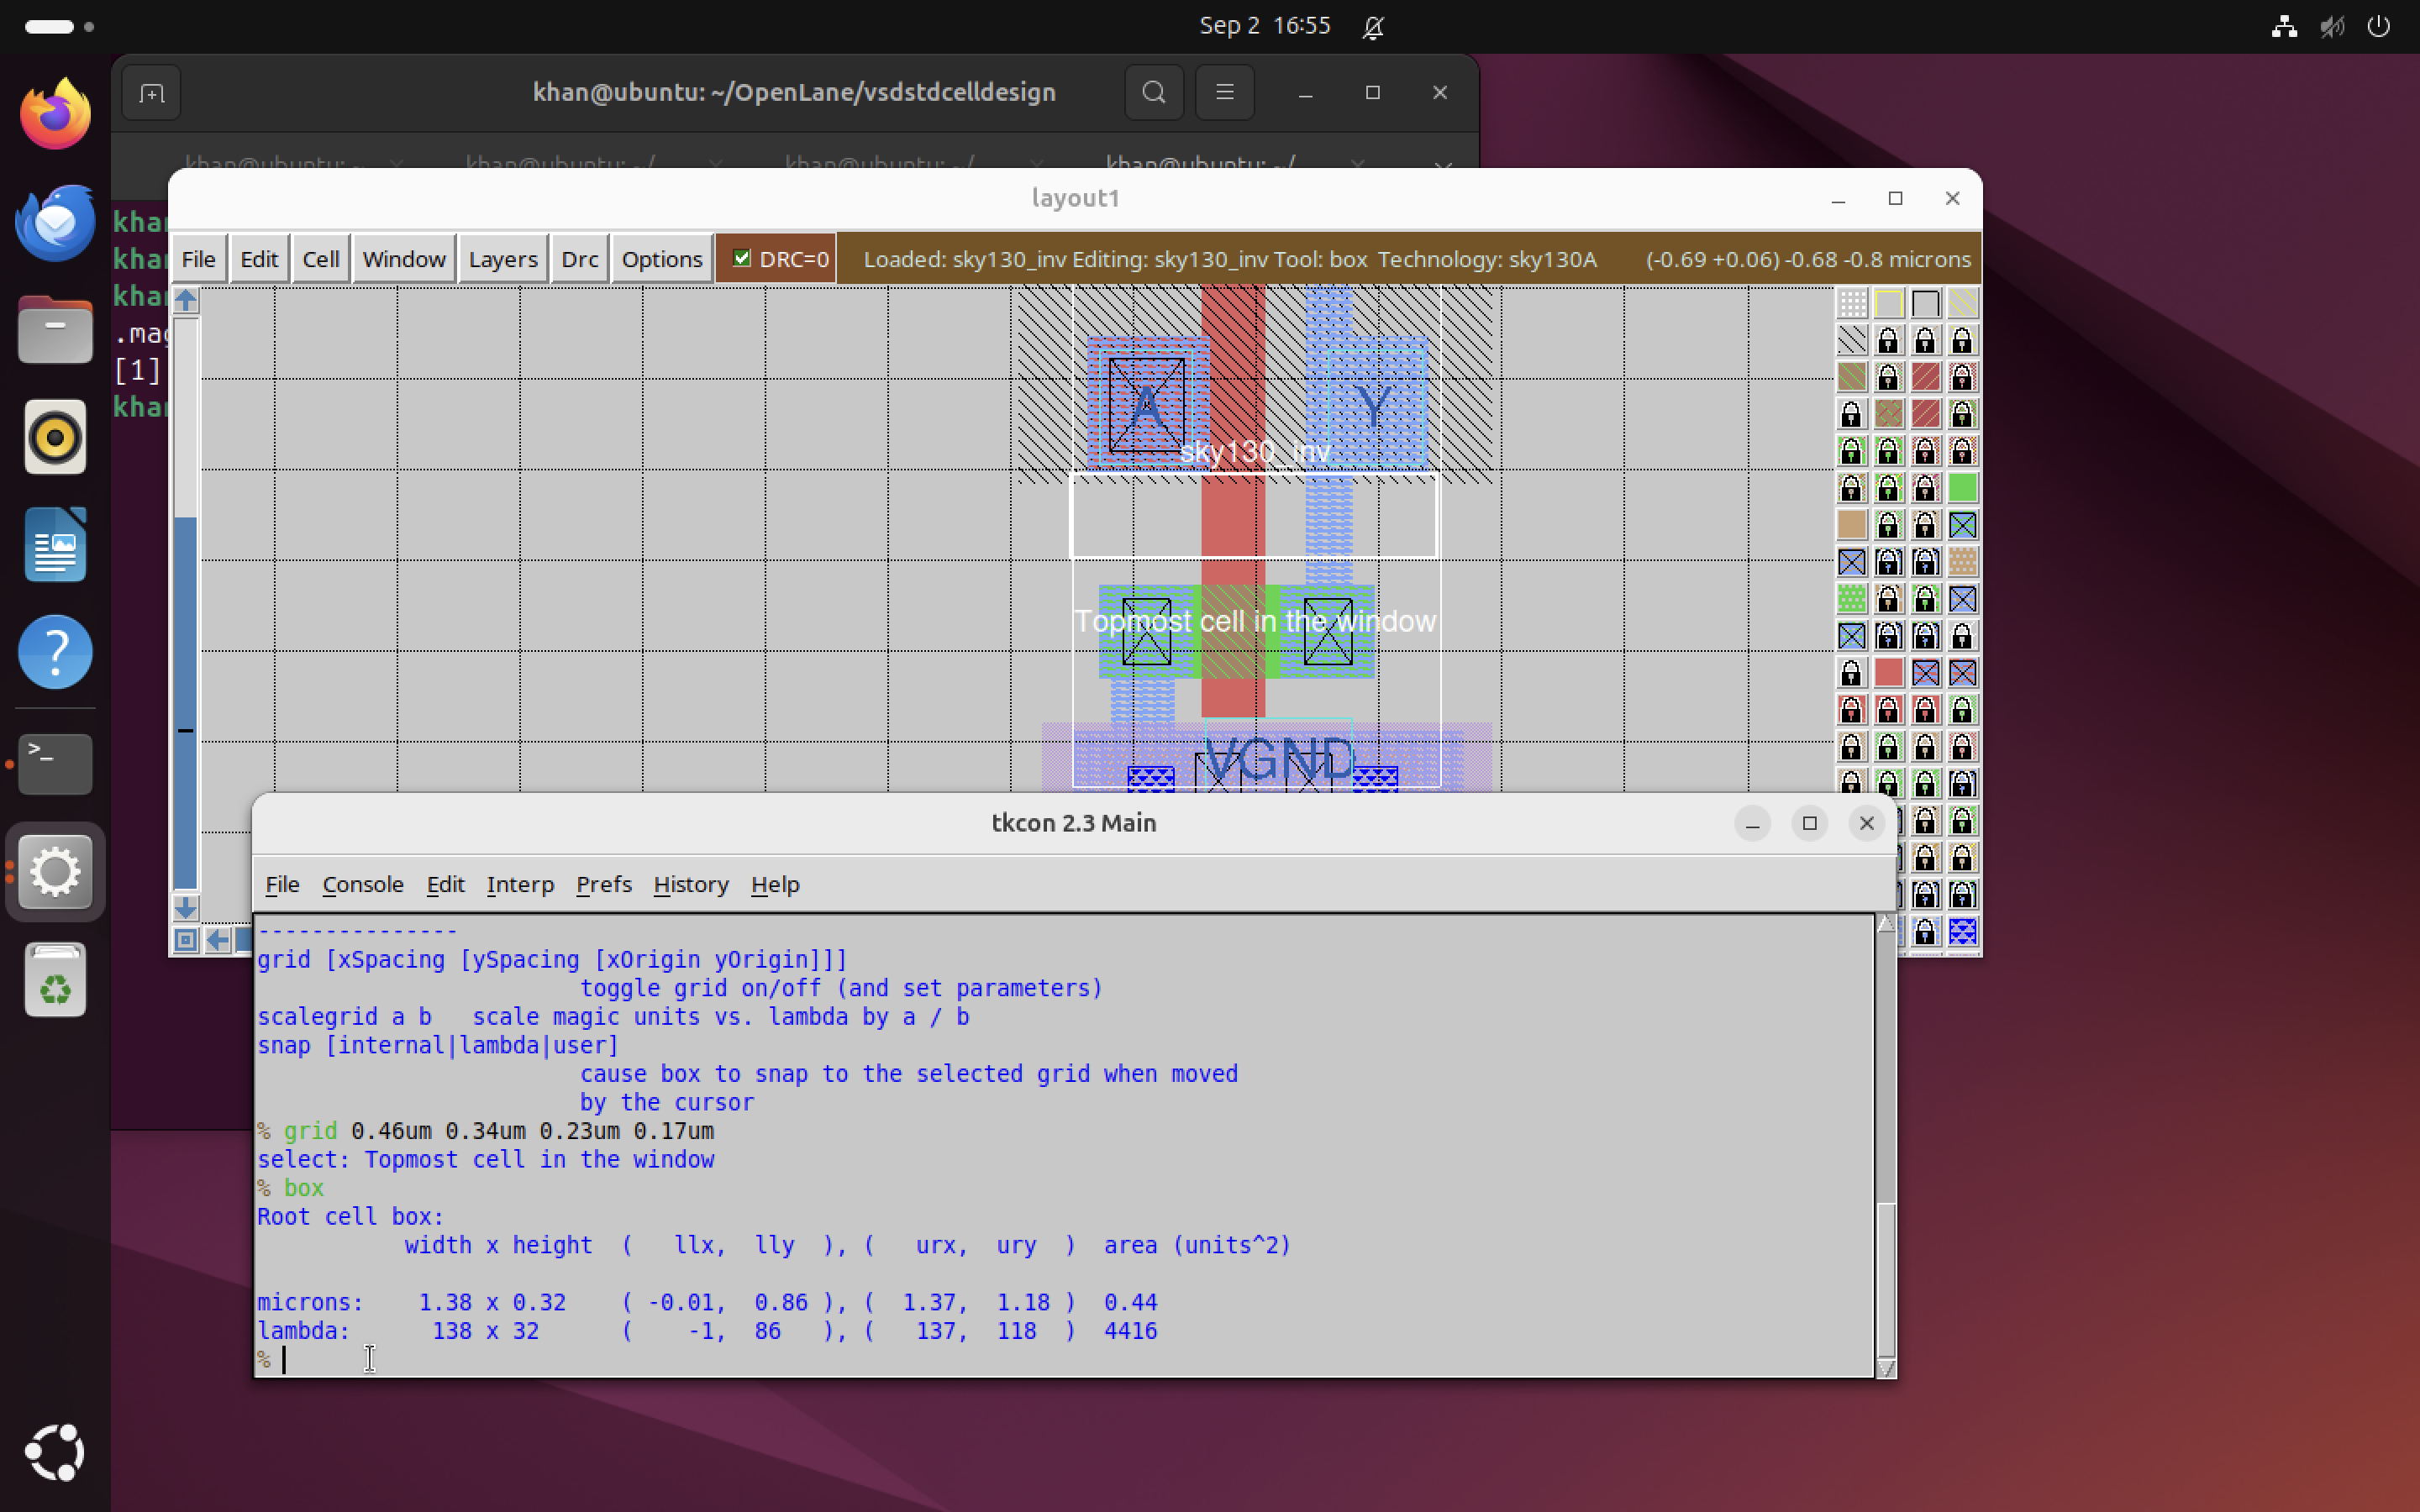 Sep 2 16:55
khan@ubuntu: ~/OpenLane/vsdstdcelldesign
khan@ubuntu: ~ khan@ubuntu: ~/ khan@ubuntu: ~/ khan@ubuntu: ~/
layout1
File Edit Cell Window Layers Drc Options DRC=0 Loaded: sky130_inv Editing: sky130_inv Tool: box Technology: sky130A (-0.69 +0.06) -0.68 -0.8 microns
khan
khan
khan
.mag
[1]
khan
A Y
sky130_inv
Topmost cell in the window
VGND
tkcon 2.3 Main
File Console Edit Interp Prefs History Help
---------------
grid [xSpacing [ySpacing [xOrigin yOrigin]]]
toggle grid on/off (and set parameters)
scalegrid a b scale magic units vs. lambda by a / b
snap [internal|lambda|user]
cause box to snap to the selected grid when moved
by the cursor
% grid 0.46um 0.34um 0.23um 0.17um
select: Topmost cell in the window
% box
Root cell box:
width x height ( llx, lly ), ( urx, ury ) area (units^2)
microns: 1.38 x 0.32 ( -0.01, 0.86 ), ( 1.37, 1.18 ) 0.44
lambda: 138 x 32 ( -1, 86 ), ( 137, 118 ) 4416
%